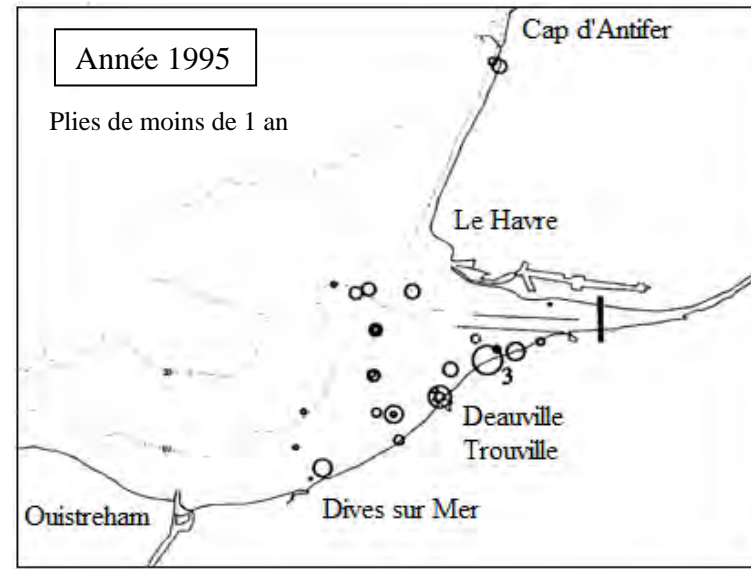 Cap d'Antifer
Année 1995
Plies de moins de 1 an
Le Havre
3
Deauville
Trouville
Dives sur Mer
Ouistreham